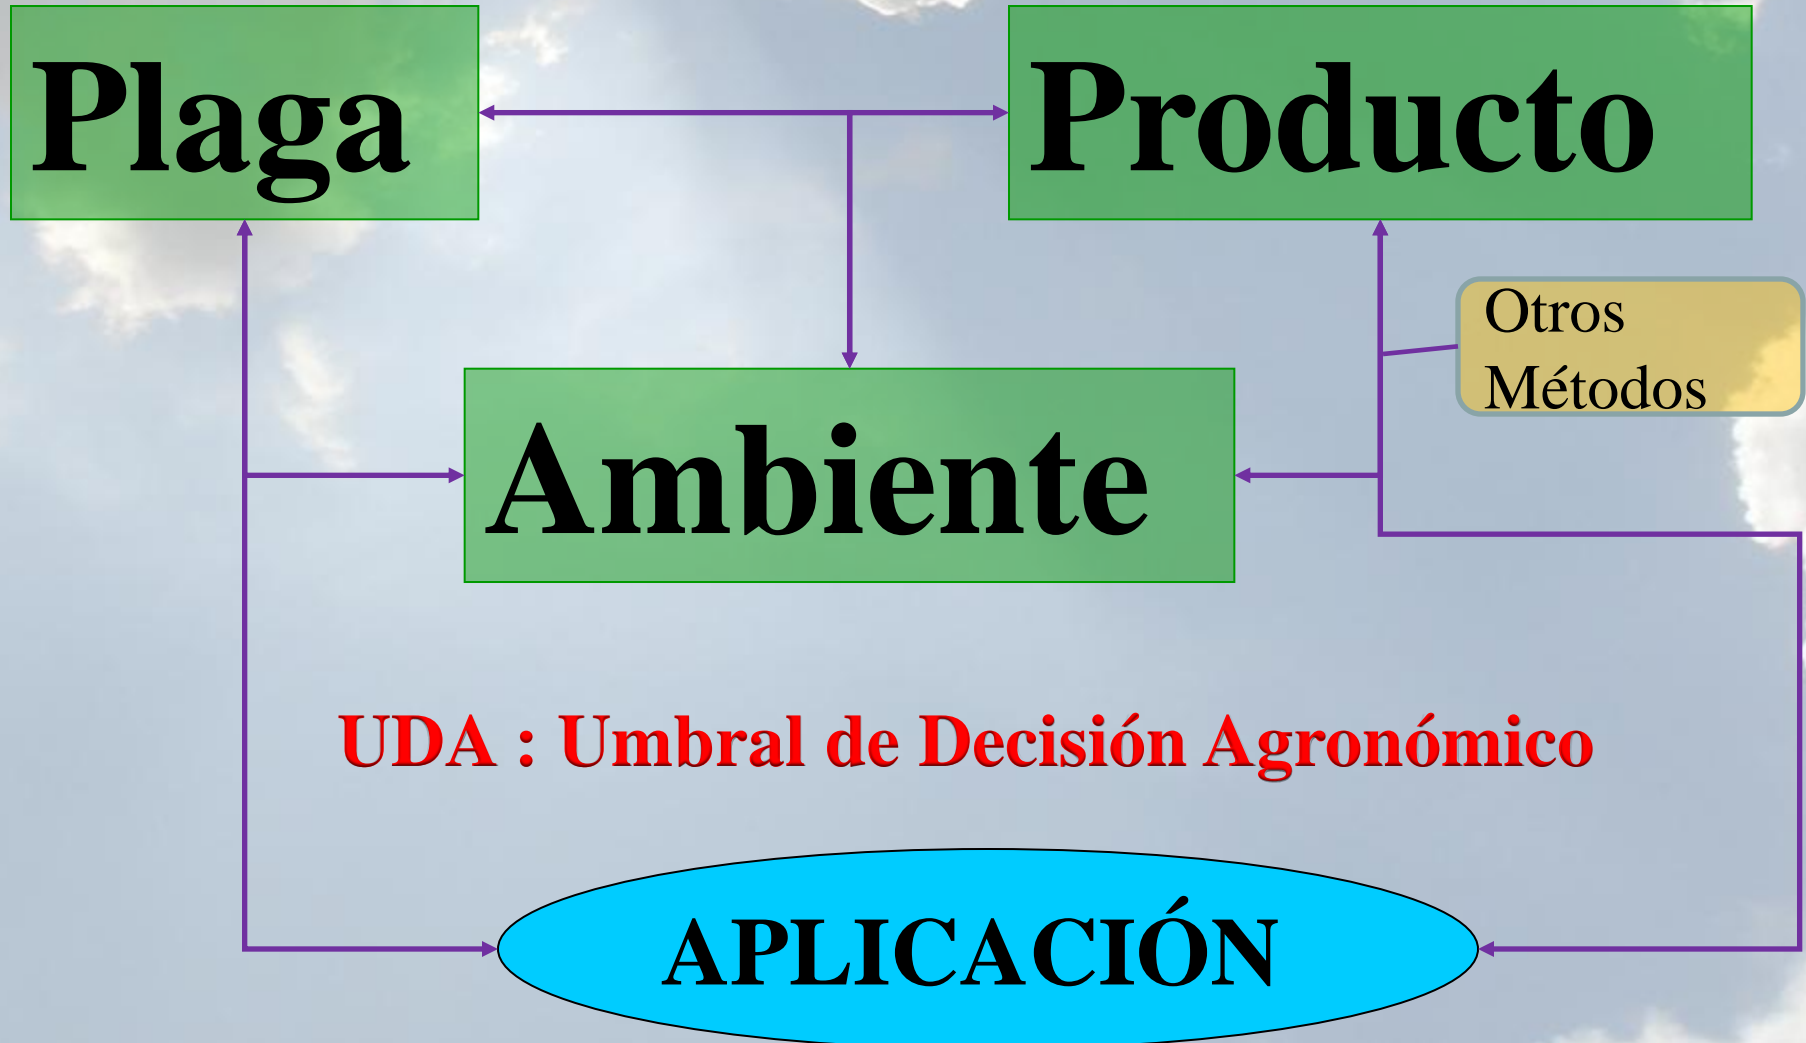 Plaga
Producto
Otros
Métodos
Ambiente
UDA : Umbral de Decisión Agronómico
APLICACIÓN